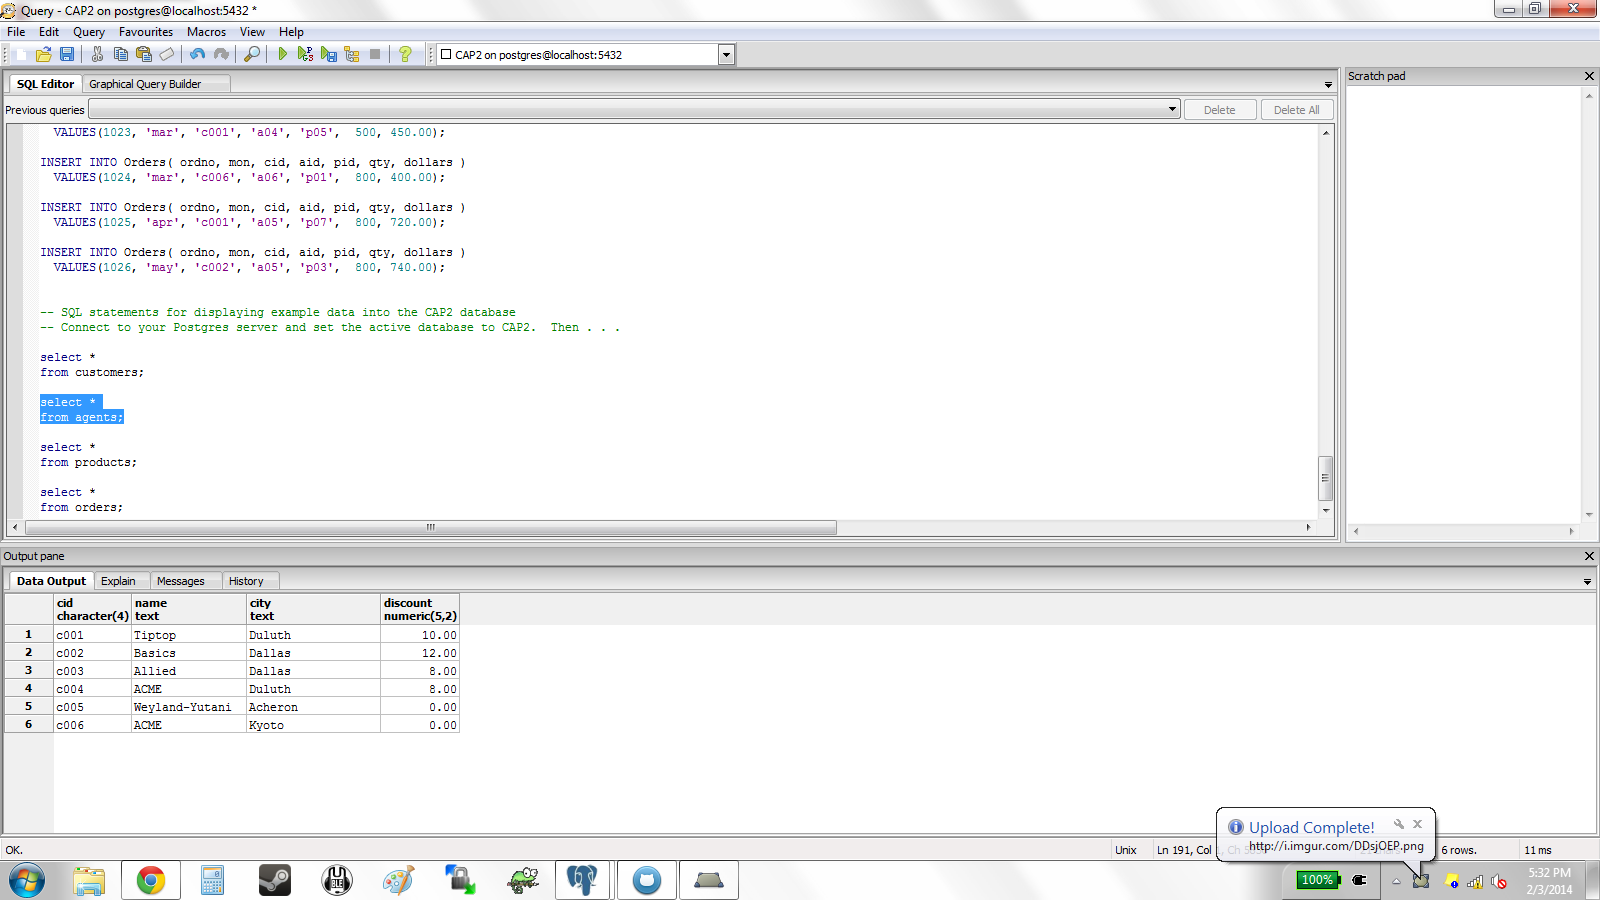 Query - CAP2 on postgres@localhost:5432 *
File Edit Query Favourites Macros View Help
CAP2 on postgres@localhost:5432
SQL Editor Graphical Query Builder
Scratch pad
Previous queries Delete Delete All
VALUES(1023, 'mar', 'c001', 'a04', 'p05',  500, 450.00);
INSERT INTO Orders( ordno, mon, cid, aid, pid, qty, dollars )
VALUES(1024, 'mar', 'c006', 'a06', 'p01',  800, 400.00);
INSERT INTO Orders( ordno, mon, cid, aid, pid, qty, dollars )
VALUES(1025, 'apr', 'c001', 'a05', 'p07',  800, 720.00);
INSERT INTO Orders( ordno, mon, cid, aid, pid, qty, dollars )
VALUES(1026, 'may', 'c002', 'a05', 'p03',  800, 740.00);
-- SQL statements for displaying example data into the CAP2 database
-- Connect to your Postgres server and set the active database to CAP2.  Then . . .
select *
from customers;
select *
from agents;
select *
from products;
select *
from orders;
Output pane
Data Output Explain Messages History
cid name city discount
character(4) text text numeric(5,2)
1 c001 Tiptop Duluth 10.00
2 c002 Basics Dallas 12.00
3 c003 Allied Dallas 8.00
4 c004 ACME Duluth 8.00
5 c005 Weyland-Yutani Acheron 0.00
6 c006 ACME Kyoto 0.00
Upload Complete!
http://i.imgur.com/DDsjOEP.png
OK. Unix Ln 191, Col 6 rows. 11 ms
BLE
100%
5:32 PM
2/3/2014